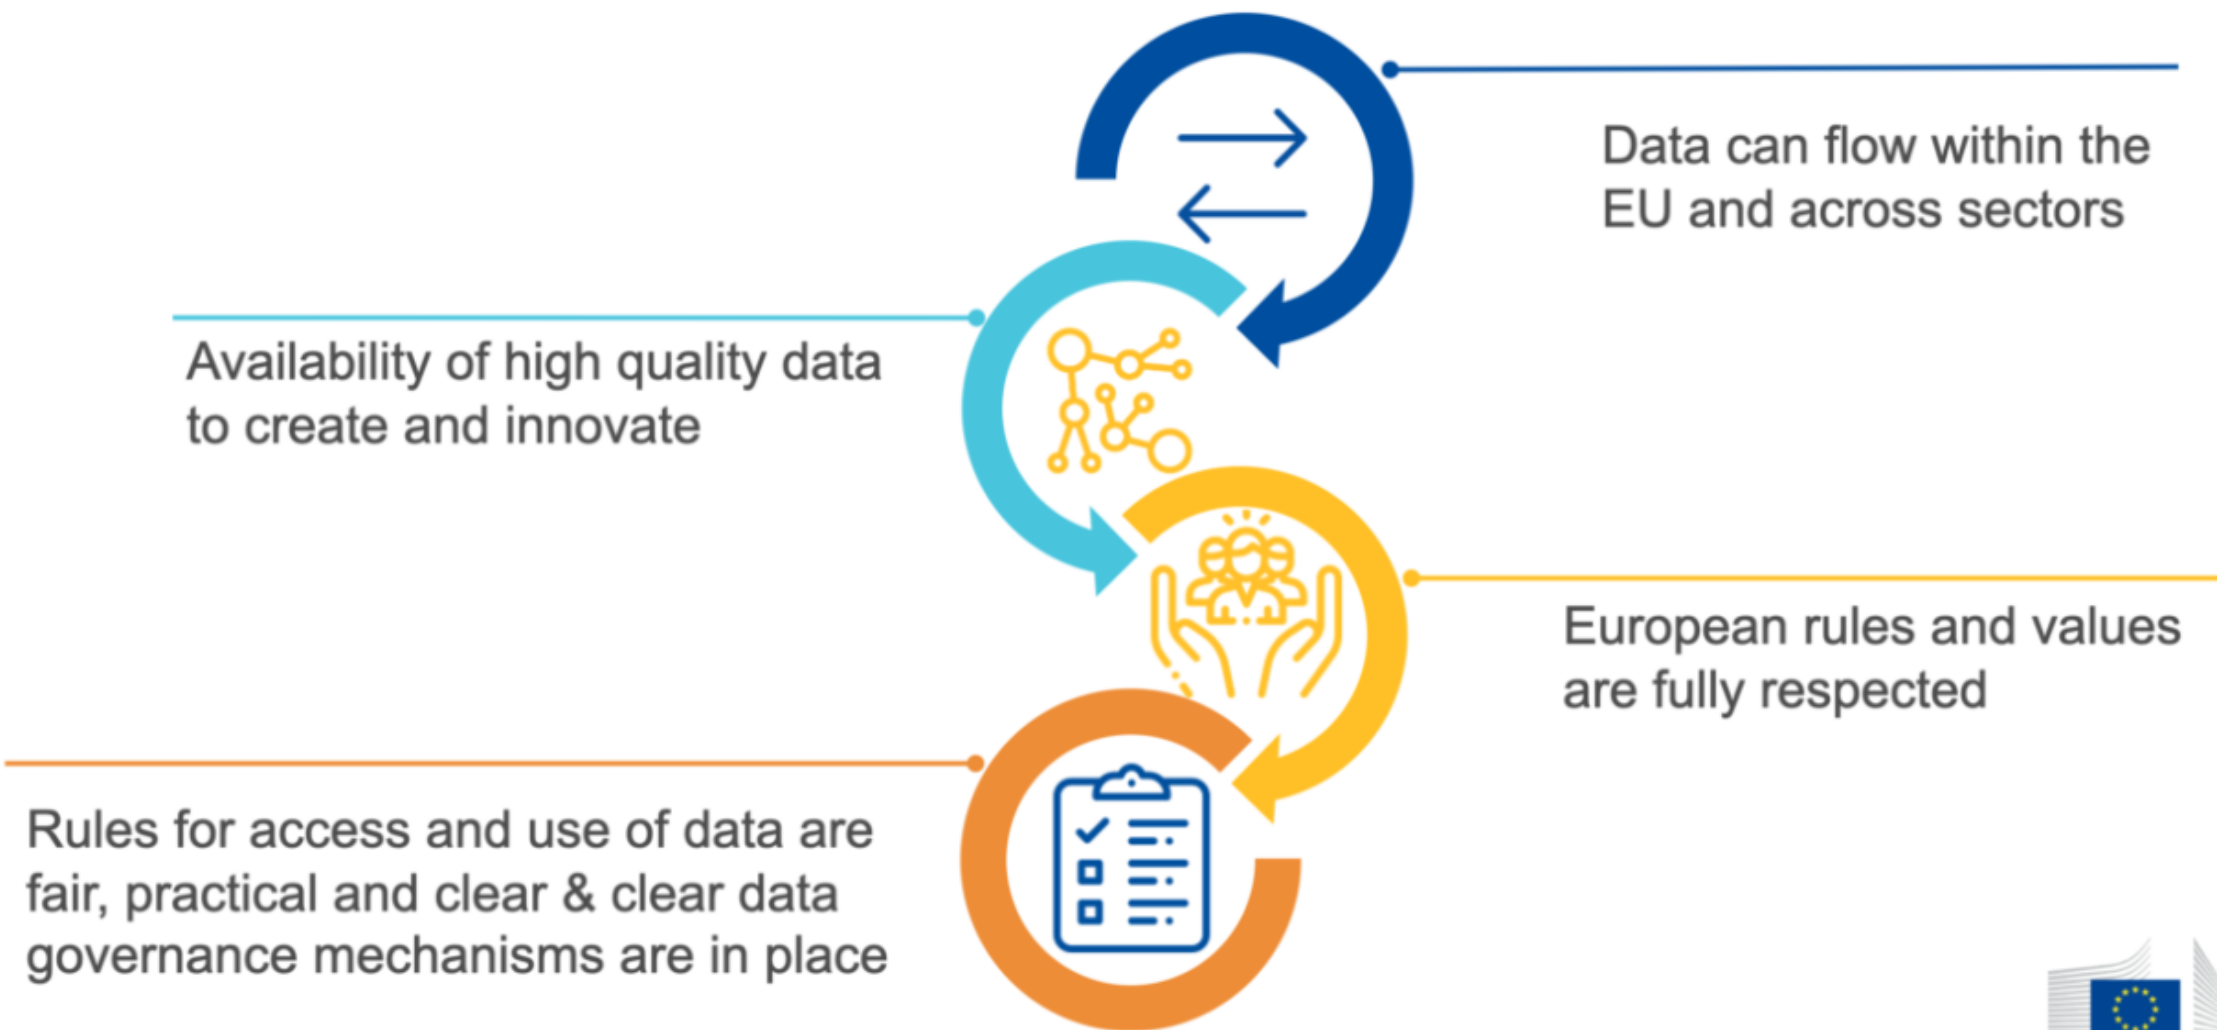 Data can flow within the
EU and across sectors
Availability of high quality data
to create and innovate
European rules and values
are fully respected
Rules for access and use of data are
fair, practical and clear & clear data
governance mechanisms are in place